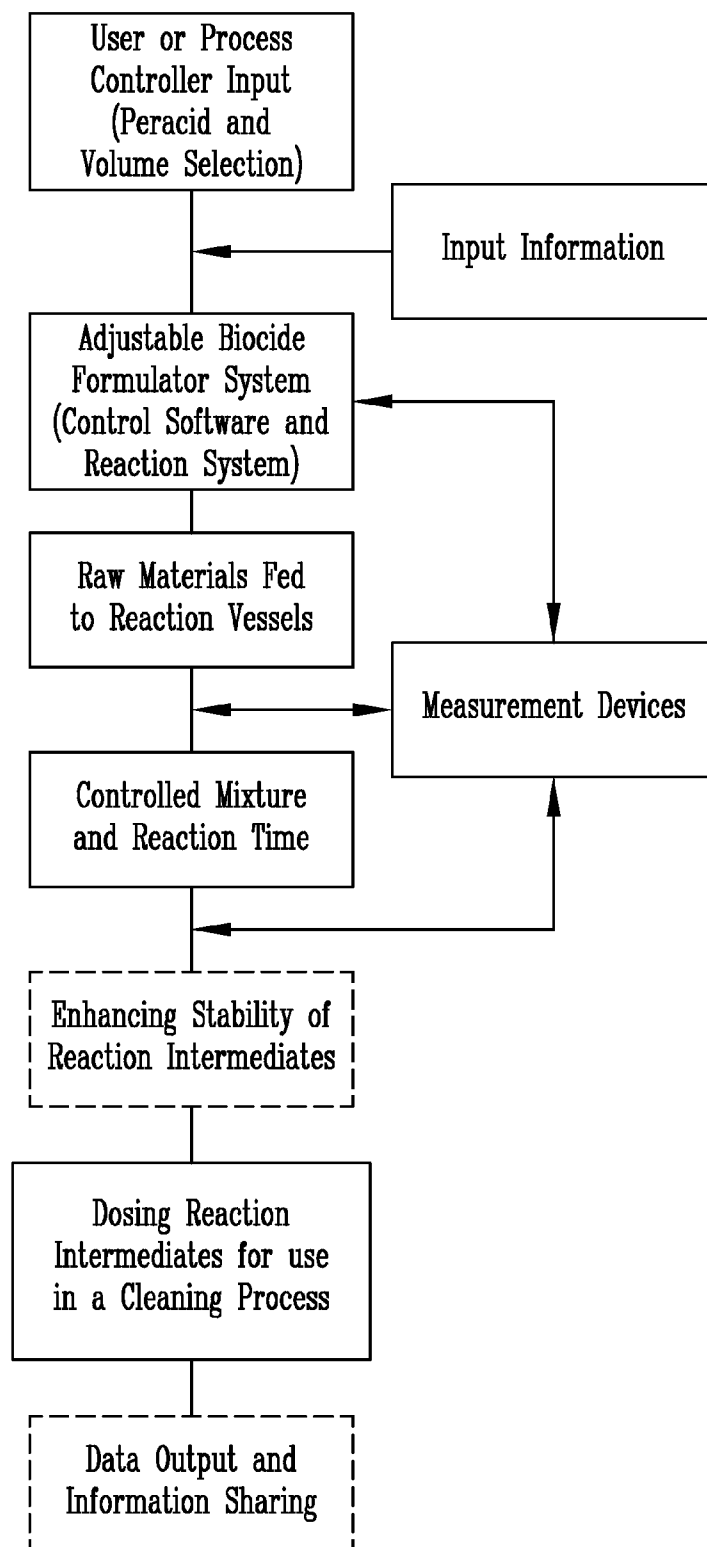 User or Process
Controller Input
(Peracid and
Volume Selection)
Input Information
Adjustable Biocide
Formulator System
(Control Software and
Reaction System)
Raw Materials Fed
to Reaction Vessels
Measurement Devices
Controlled Mixture
and Reaction Time
Enhancing Stability of
Reaction Intermediates
Dosing Reaction
Intermediates for use
in a Cleaning Process
Data Output and
Information Sharing